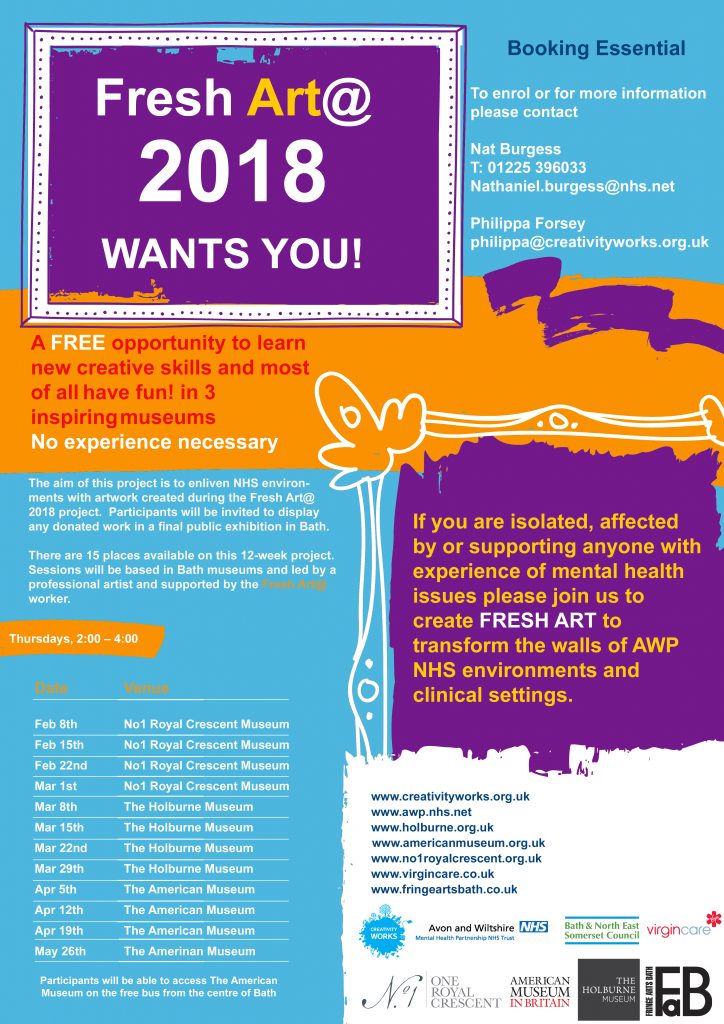 Fresh Art@
2018
WANTS YOU!
Booking Essential
To enrol or for more information
please contact
Nat Burgess
T: 01225 396033
Nathaniel.burgess@nhs.net
Philippa Forsey
philippa@creativityworks.org.uk
A FREE opportunity to learn
new creative skills and most
of all have fun! in 3
inspiring museums
No experience necessary
The aim of this project is to enliven NHS environ-
ments with artwork created during the Fresh Art@
2018 project. Participants will be invited to display
any donated work in a final public exhibition in Bath.
There are 15 places available on this 12-week project.
Sessions will be based in Bath museums and led by a
professional artist and supported by the Fresh Art@
worker.
If you are isolated, affected
by or supporting anyone with
experience of mental health
issues please join us to
create FRESH ART to
transform the walls of AWP
NHS environments and
clinical settings.
Thursdays, 2:00 – 4:00
Date Venue
Feb 8th No1 Royal Crescent Museum
Feb 15th No1 Royal Crescent Museum
Feb 22nd No1 Royal Crescent Museum
Mar 1st No1 Royal Crescent Museum
Mar 8th The Holburne Museum
Mar 15th The Holburne Museum
Mar 22nd The Holburne Museum
Mar 29th The Holburne Museum
Apr 5th The American Museum
Apr 12th The American Museum
Apr 19th The American Museum
May 26th The Amerinan Museum
Participants will be able to access The American
Museum on the free bus from the centre of Bath
www.creativityworks.org.uk
www.awp.nhs.net
www.holburne.org.uk
www.americanmuseum.org.uk
www.no1royalcrescent.org.uk
www.virgincare.co.uk
www.fringeartsbath.co.uk
CREATIVITY
WORKS
Avon and Wiltshire NHS
Mental Health Partnership NHS Trust
Bath & North East
Somerset Council
virgincare
No1
ONE
ROYAL
CRESCENT
AMERICAN
MUSEUM
IN BRITAIN
THE
HOLBURNE
MUSEUM
FRINGE ARTS BATH
FaB